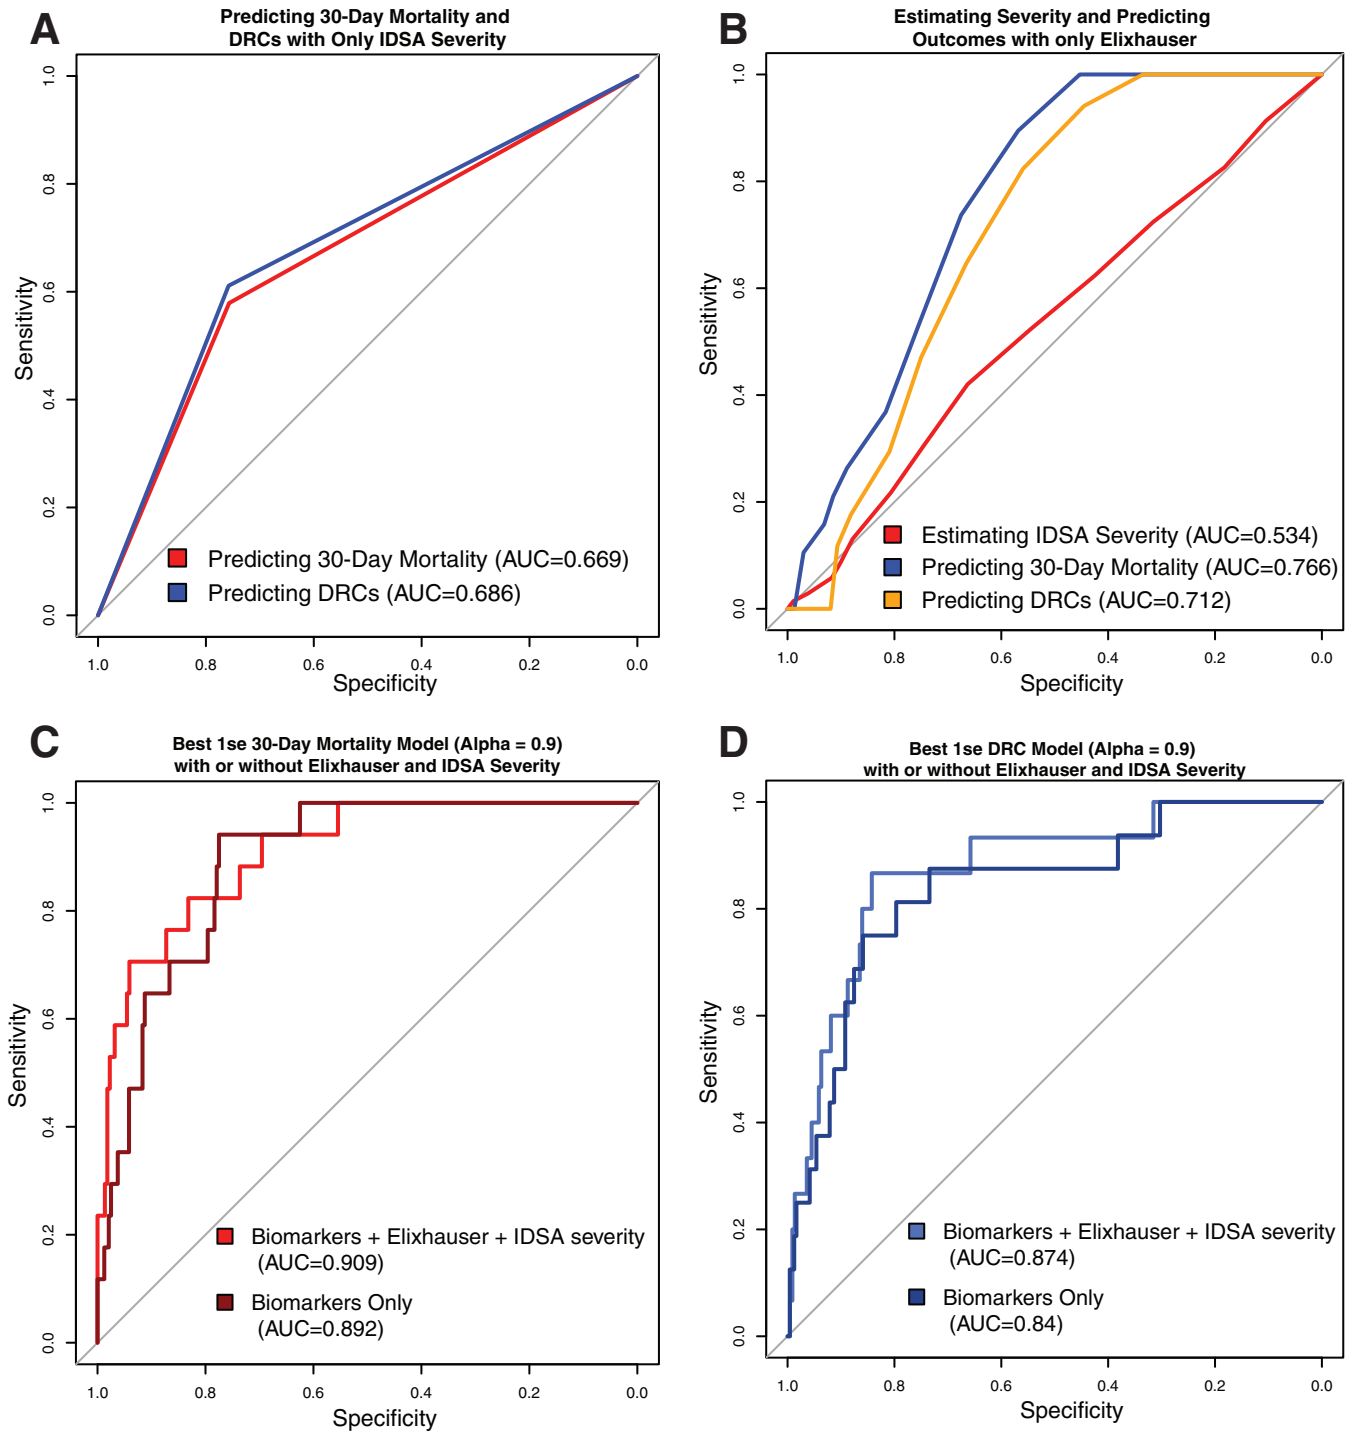 A
Predicting 30-Day Mortality and
DRCs with Only IDSA Severity
1.0
0.8
0.6
0.4
0.2
0.0
Sensitivity
Predicting 30-Day Mortality (AUC=0.669)
Predicting DRCs (AUC=0.686)
1.0 0.8 0.6 0.4 0.2 0.0
Specificity
B
Estimating Severity and Predicting
Outcomes with only Elixhauser
1.0
0.8
0.6
0.4
0.2
0.0
Sensitivity
Estimating IDSA Severity (AUC=0.534)
Predicting 30-Day Mortality (AUC=0.766)
Predicting DRCs (AUC=0.712)
1.0 0.8 0.6 0.4 0.2 0.0
Specificity
C
Best 1se 30-Day Mortality Model (Alpha = 0.9)
with or without Elixhauser and IDSA Severity
1.0
0.8
0.6
0.4
0.2
0.0
Sensitivity
Biomarkers + Elixhauser + IDSA severity
(AUC=0.909)
Biomarkers Only
(AUC=0.892)
1.0 0.8 0.6 0.4 0.2 0.0
Specificity
D
Best 1se DRC Model (Alpha = 0.9)
with or without Elixhauser and IDSA Severity
1.0
0.8
0.6
0.4
0.2
0.0
Sensitivity
Biomarkers + Elixhauser + IDSA severity
(AUC=0.874)
Biomarkers Only
(AUC=0.84)
1.0 0.8 0.6 0.4 0.2 0.0
Specificity